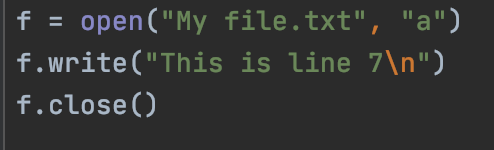 f = open("My file.txt", "a")
f.write("This is line 7\n")
f.close()